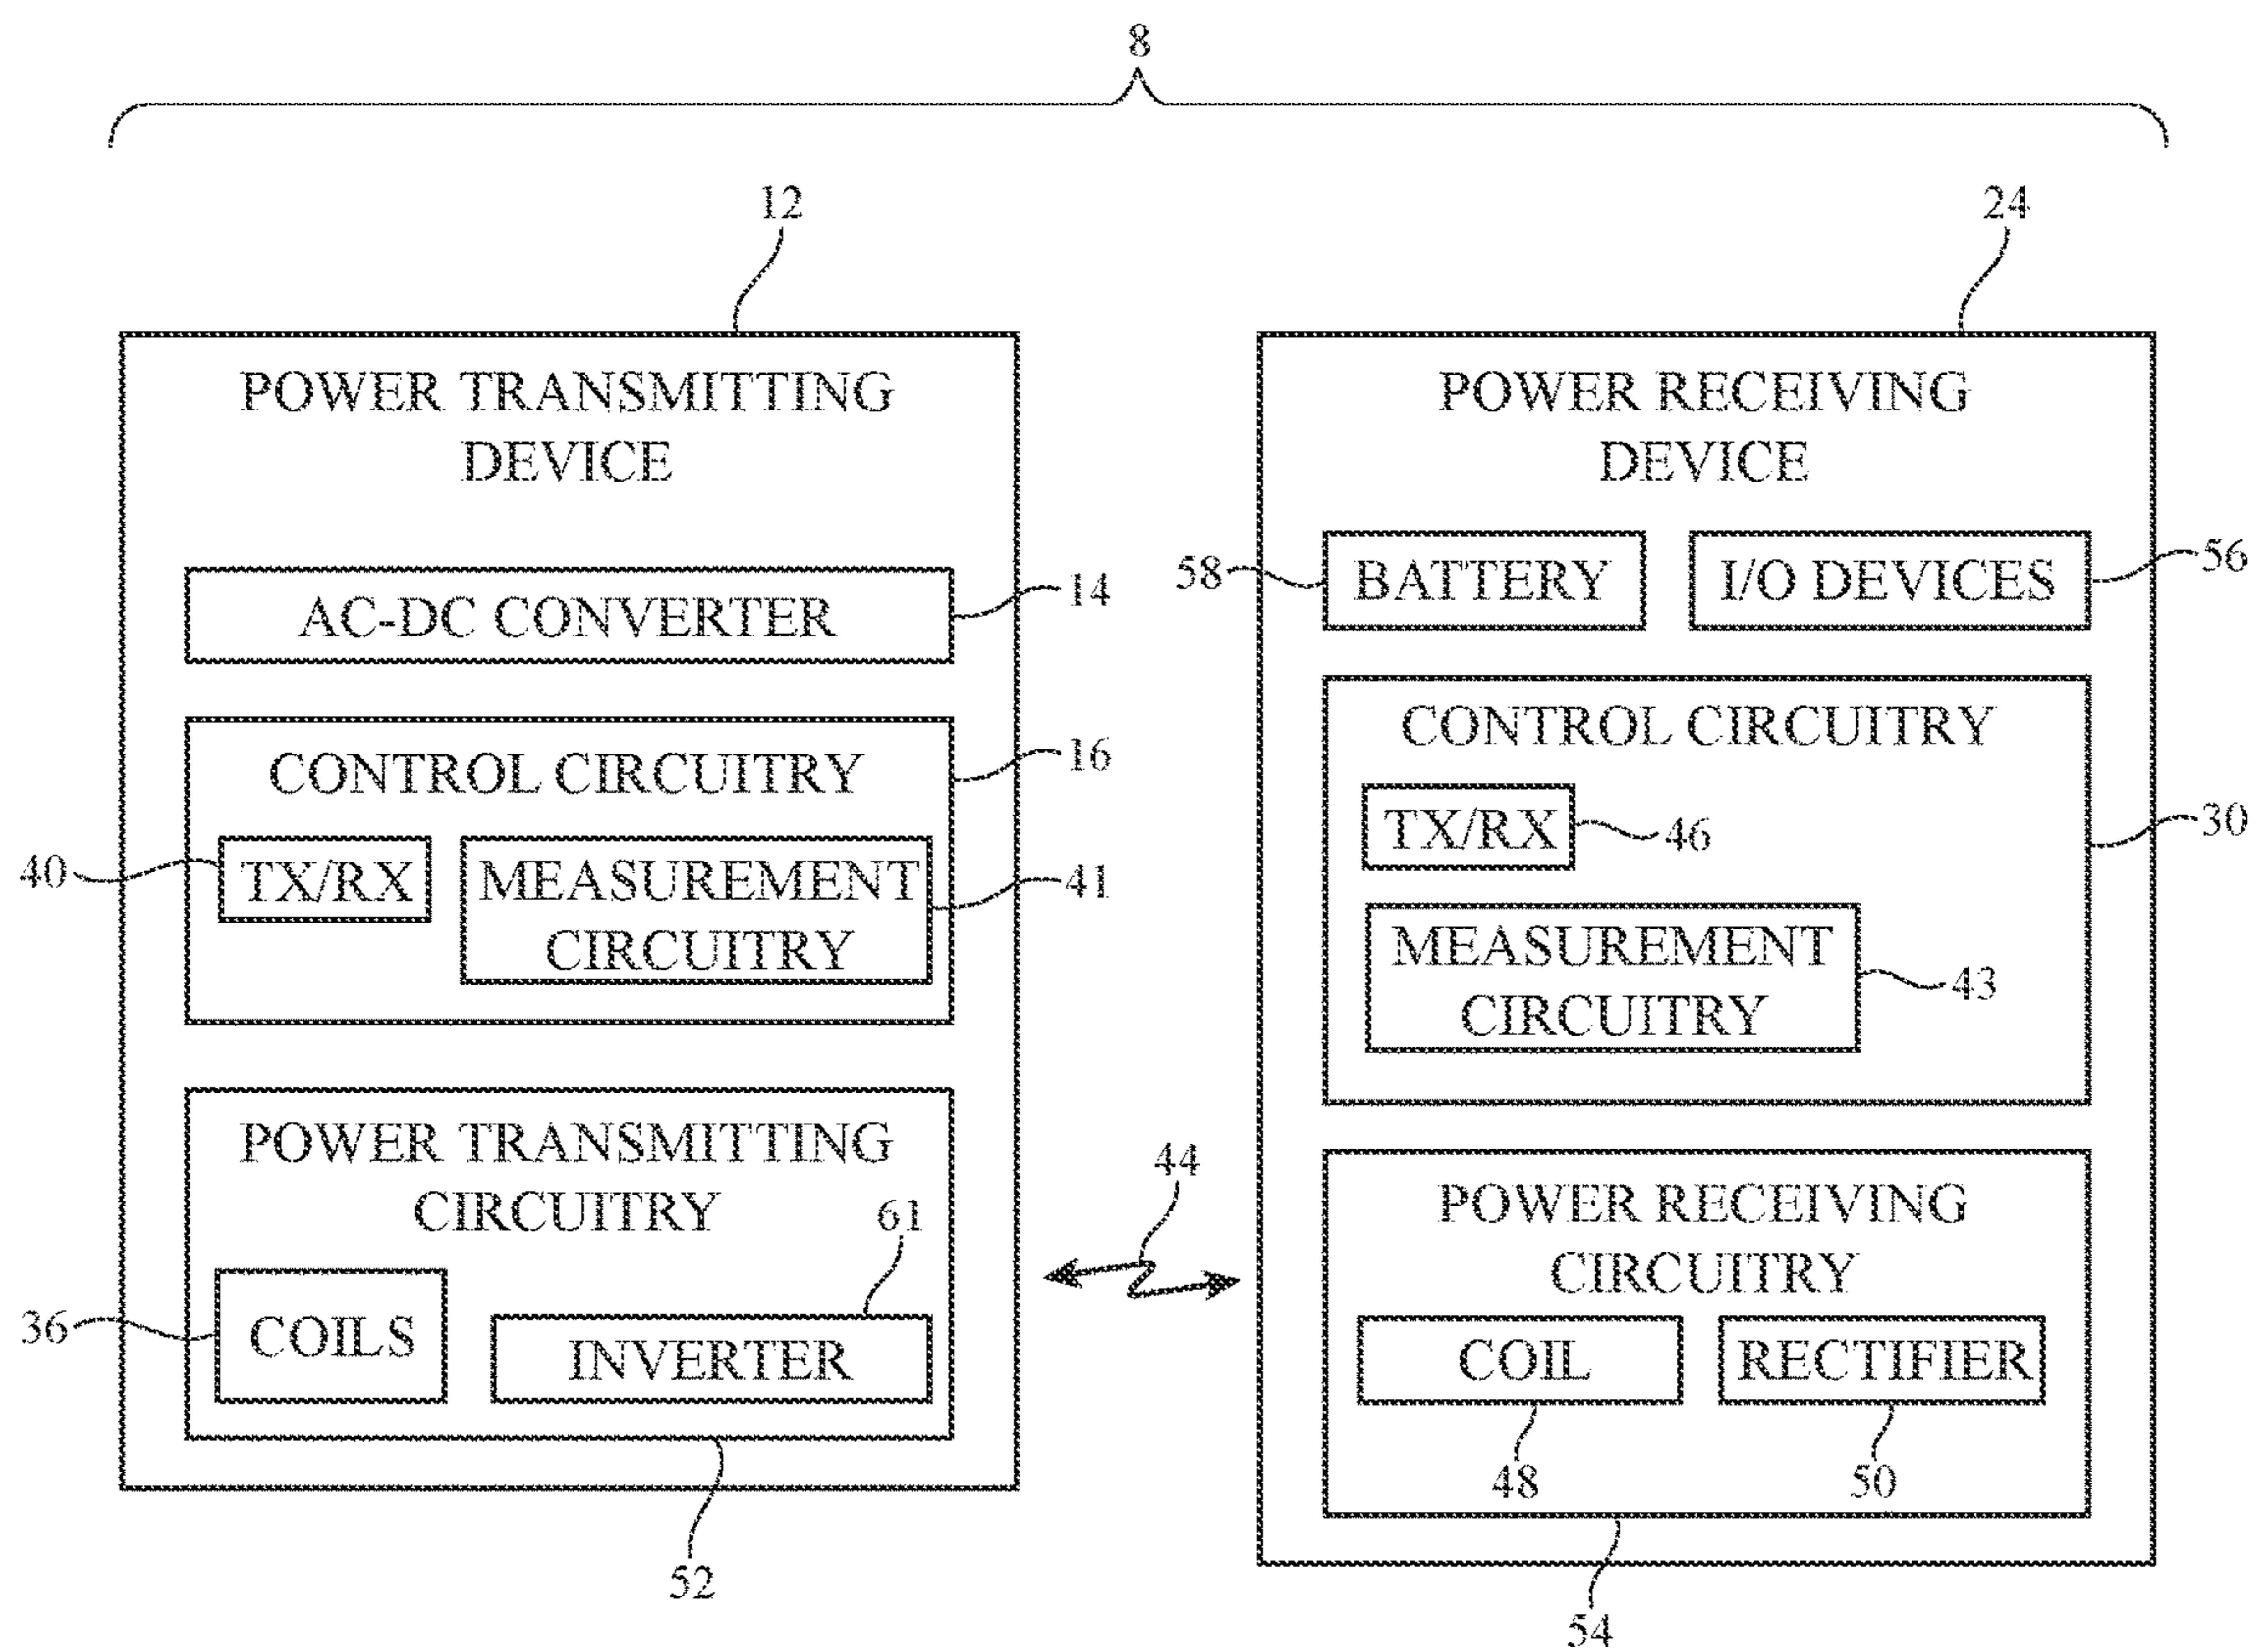 8
12
24
POWER TRANSMITTING
DEVICE
AC-DC CONVERTER
14
CONTROL CIRCUITRY
16
40
TX/RX
MEASUREMENT
CIRCUITRY
41
POWER TRANSMITTING
CIRCUITRY
61
36
COILS
INVERTER
52
44
POWER RECEIVING
DEVICE
58
BATTERY
I/O DEVICES
56
CONTROL CIRCUITRY
TX/RX
46
30
MEASUREMENT
CIRCUITRY
43
POWER RECEIVING
CIRCUITRY
COIL
RECTIFIER
48
50
54